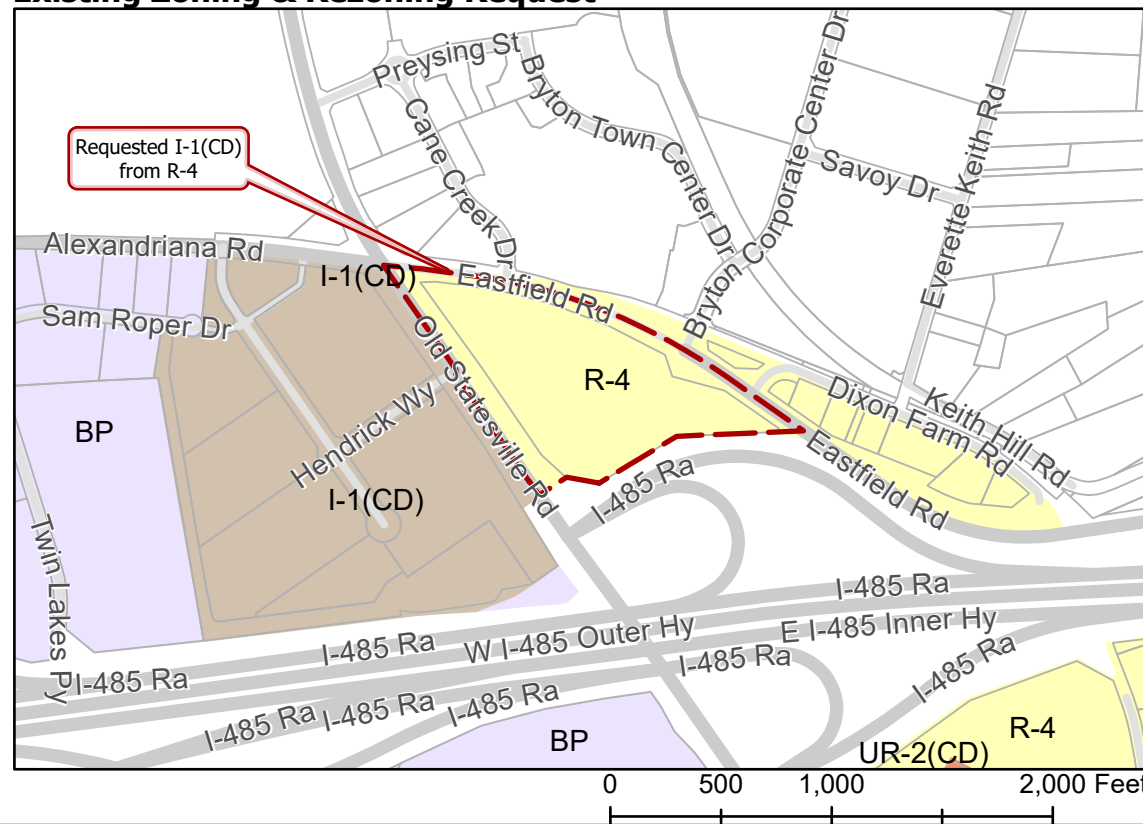 Existing Zoning & Rezoning Request
Preysing St
Bryton Town Center Dr
Bryton Corporate Center Dr
Cane Creek Dr
Savoy Dr
Everette Keith Rd
Requested I-1(CD)
from R-4
Alexandriana Rd
I-1(CD)
Eastfield Rd
Sam Roper Dr
Old Statesville Rd
R-4
Hendrick Wy
BP
Dixon Farm Rd
Keith Hill Rd
I-1(CD)
I-485 Ra
Eastfield Rd
Twin Lakes Py
I-485 Ra
W I-485 Outer Hy
E I-485 Inner Hy
I-485 Ra
I-485 Ra
I-485 Ra
I-485 Ra
I-485 Ra
I-485 Ra
I-485 Ra
BP
R-4
UR-2(CD)
0 500 1,000 2,000 Feet